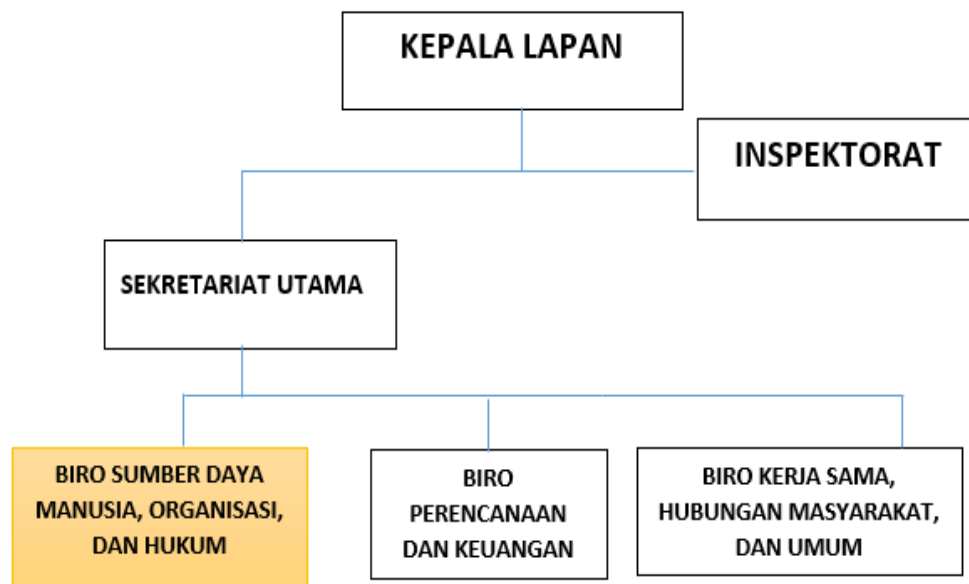 KEPALA LAPAN
INSPEKTORAT
SEKRETARIAT UTAMA
BIRO SUMBER DAYA
MANUSIA, ORGANISASI,
DAN HUKUM
BIRO
PERENCANAAN
DAN KEUANGAN
BIRO KERJA SAMA,
HUBUNGAN MASYARAKAT,
DAN UMUM